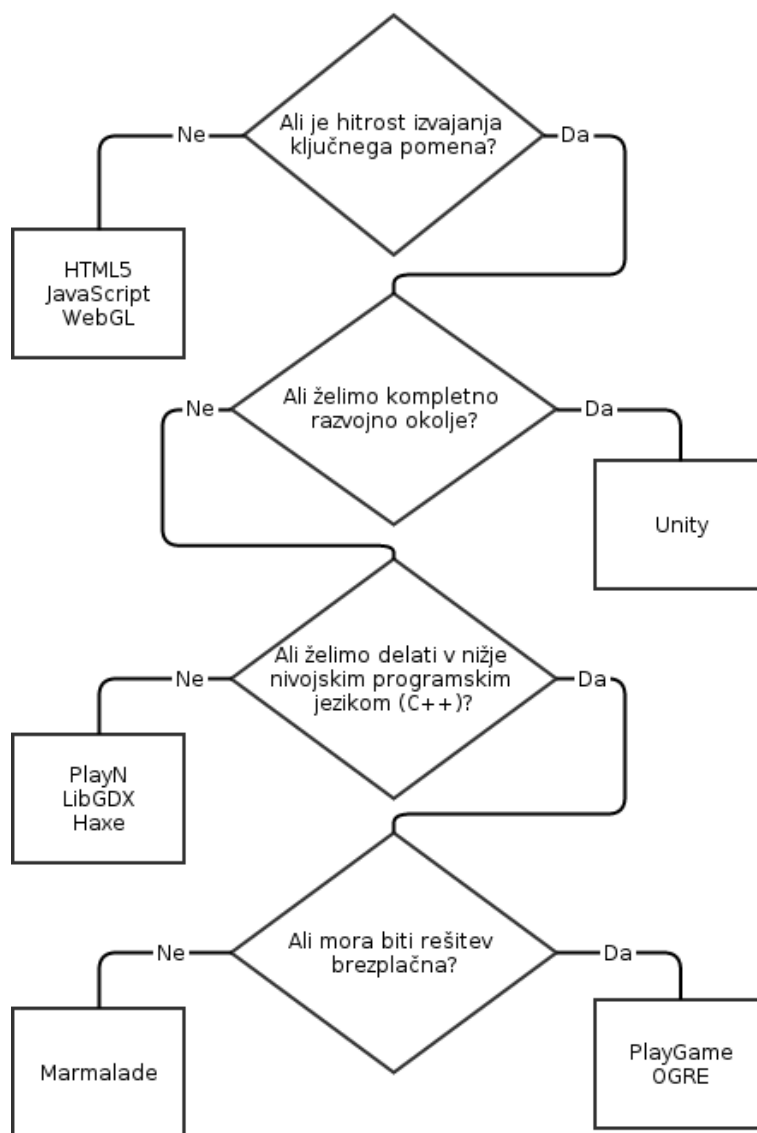 Ali je hitrost izvajanja
ključnega pomena?
Ne
Da
HTML5
JavaScript
WebGL
Ali želimo kompletno
razvojno okolje?
Ne
Da
Unity
Ali želimo delati v nižje
nivojskim programskim
jezikom (C++)?
Ne
Da
PlayN
LibGDX
Haxe
Ali mora biti rešitev
brezplačna?
Ne
Da
Marmalade
PlayGame
OGRE